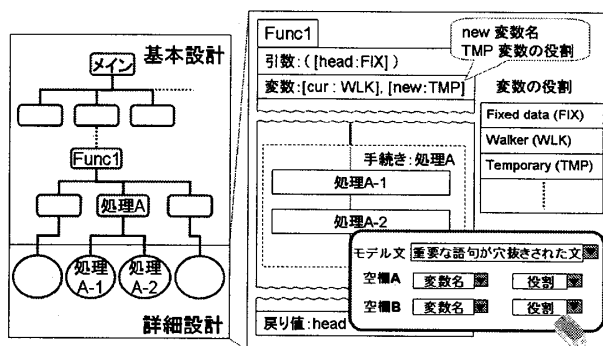 基本設計
メイン
Func1
処理A
処理
A-1
処理
A-2
詳細設計
Func1
引数:([head:FIX])
変数:[cur:WLK], [new:TMP]
new 変数名
TMP 変数の役割
手続き:処理A
処理A-1
処理A-2
戻り値:head
変数の役割
Fixed data (FIX)
Walker (WLK)
Temporary (TMP)
モデル文 重要な語句が穴抜きされた文
空欄A 変数名 役割
空欄B 変数名 役割